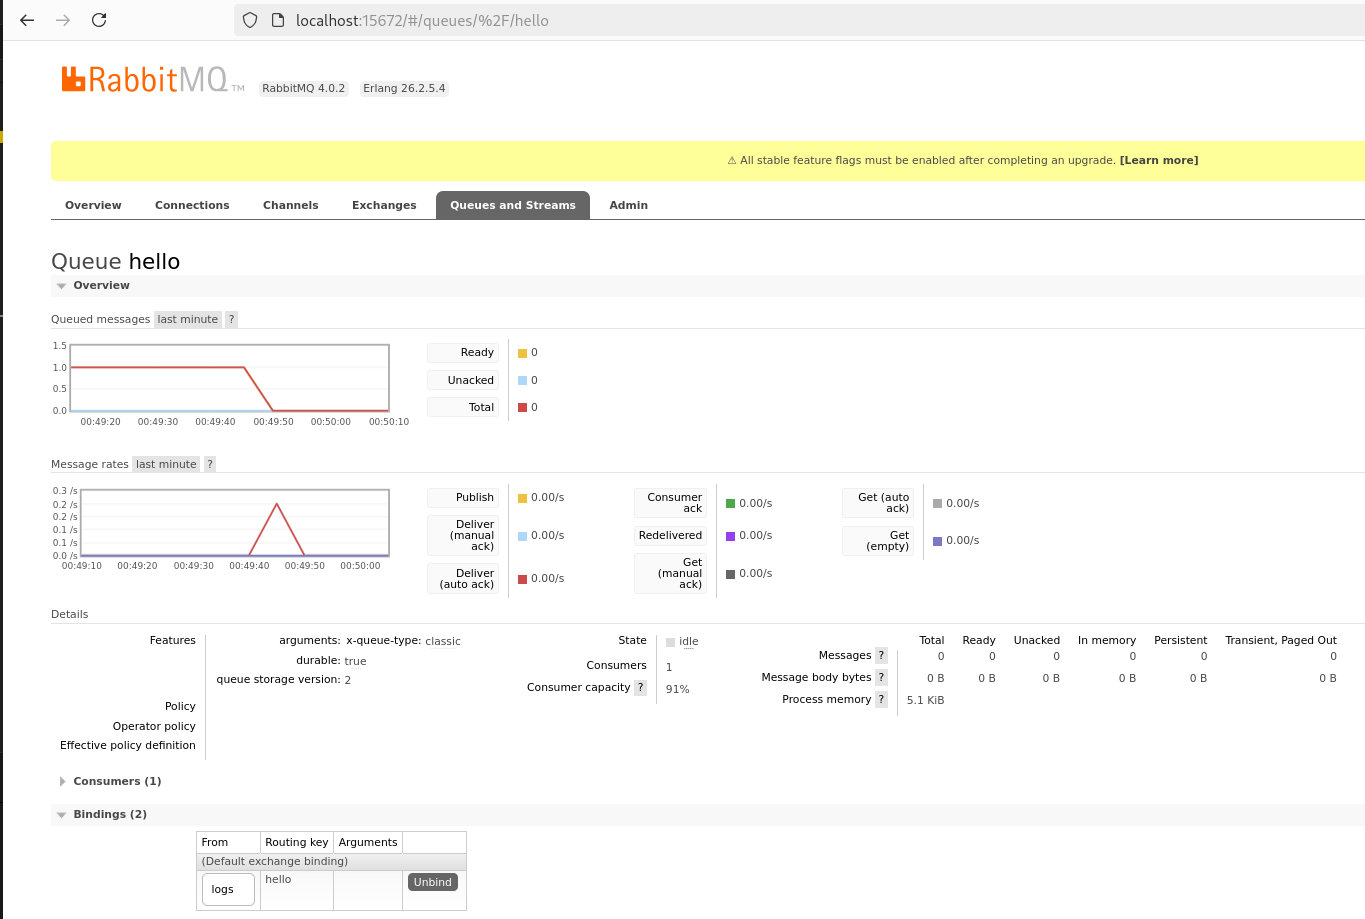 localhost:15672/#/queues/%2F/hello
RabbitMQ TM RabbitMQ 4.0.2 Erlang 26.2.5.4
⚠ All stable feature flags must be enabled after completing an upgrade. [Learn more]
Overview Connections Channels Exchanges Queues and Streams Admin
Queue hello
Overview
Queued messages last minute ?
1.5
1.0
0.5
0.0
00:49:20 00:49:30 00:49:40 00:49:50 00:50:00 00:50:10
Ready 0
Unacked 0
Total 0
Message rates last minute ?
0.3 /s
0.2 /s
0.2 /s
0.1 /s
0.1 /s
0.0 /s
00:49:10 00:49:20 00:49:30 00:49:40 00:49:50 00:50:00
Publish 0.00/s
Deliver
(manual 0.00/s
ack)
Deliver
(auto ack) 0.00/s
Consumer
ack 0.00/s
Redelivered 0.00/s
Get
(manual 0.00/s
ack)
Get (auto
ack) 0.00/s
Get
(empty) 0.00/s
Details
Features arguments: x-queue-type: classic
durable: true
queue storage version: 2
Policy
Operator policy
Effective policy definition
State idle
Consumers 1
Consumer capacity ? 91%
Total Ready Unacked In memory Persistent Transient, Paged Out
Messages ? 0 0 0 0 0 0
Message body bytes ? 0 B 0 B 0 B 0 B 0 B 0 B
Process memory ? 5.1 KiB
Consumers (1)
Bindings (2)
From Routing key Arguments
(Default exchange binding)
logs hello Unbind